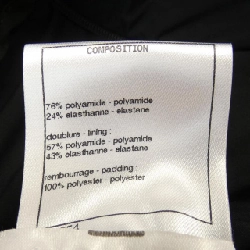 COMPOSITION
76% polyamide - polyamide
24% elasthanne - elastane
doublure - lining :
57% polyamide - polyamide
43% elasthanne - elastane
rembourrage - padding :
100% polyester - polyester